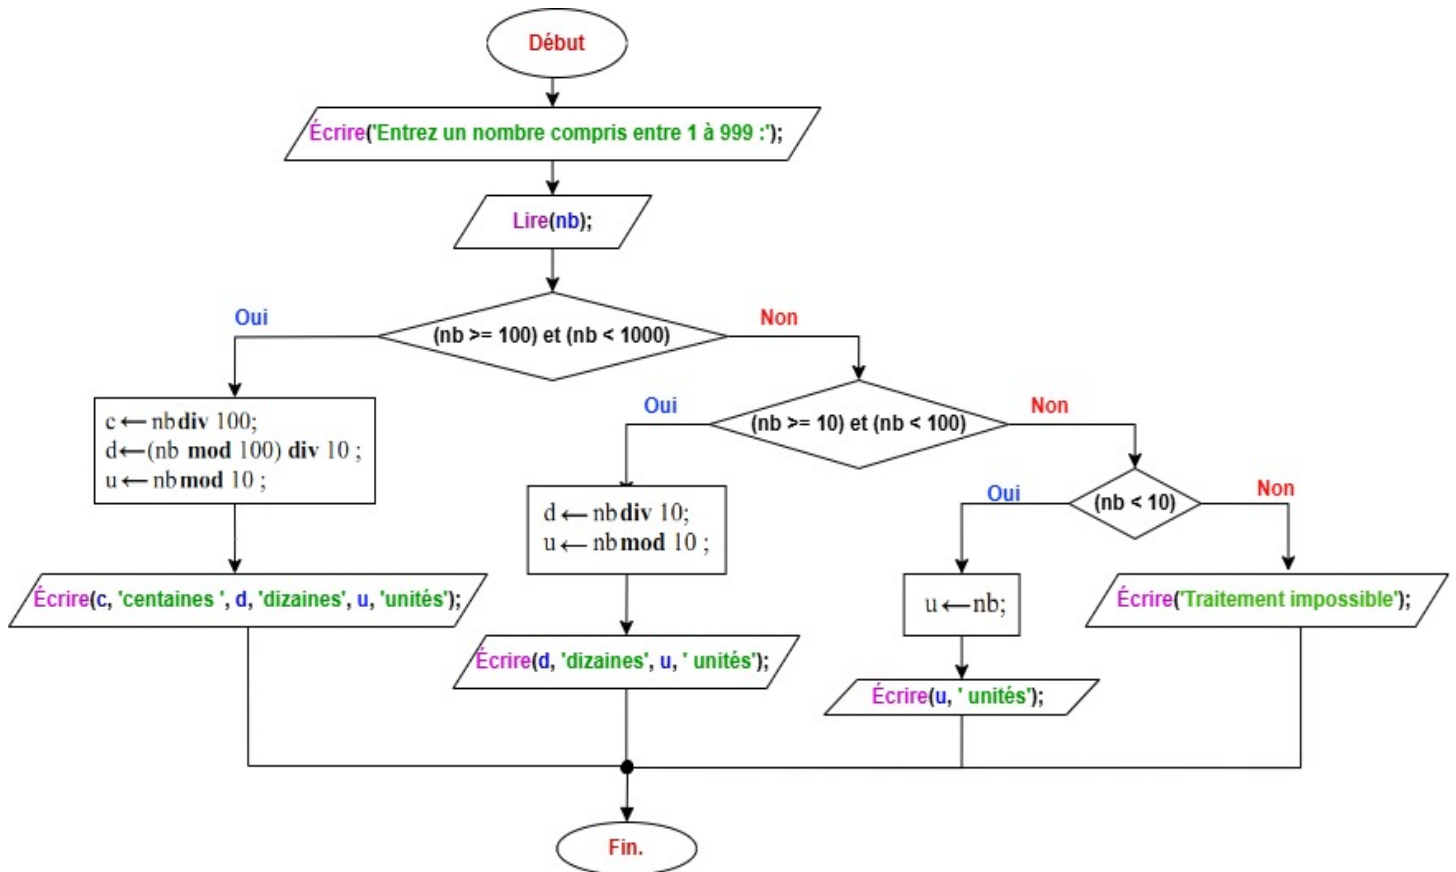 Début
Écrire('Entrez un nombre compris entre 1 à 999 :');
Lire(nb);
Oui
(nb >= 100) et (nb < 1000)
Non
c ← nb div 100;
d ← (nb mod 100) div 10 ;
u ← nb mod 10 ;
Écrire(c, 'centaines ', d, 'dizaines', u, 'unités');
Oui
(nb >= 10) et (nb < 100)
Non
d ← nb div 10;
u ← nb mod 10 ;
Écrire(d, 'dizaines', u, ' unités');
Oui
(nb < 10)
Non
u ← nb;
Écrire(u, ' unités');
Écrire('Traitement impossible');
Fin.